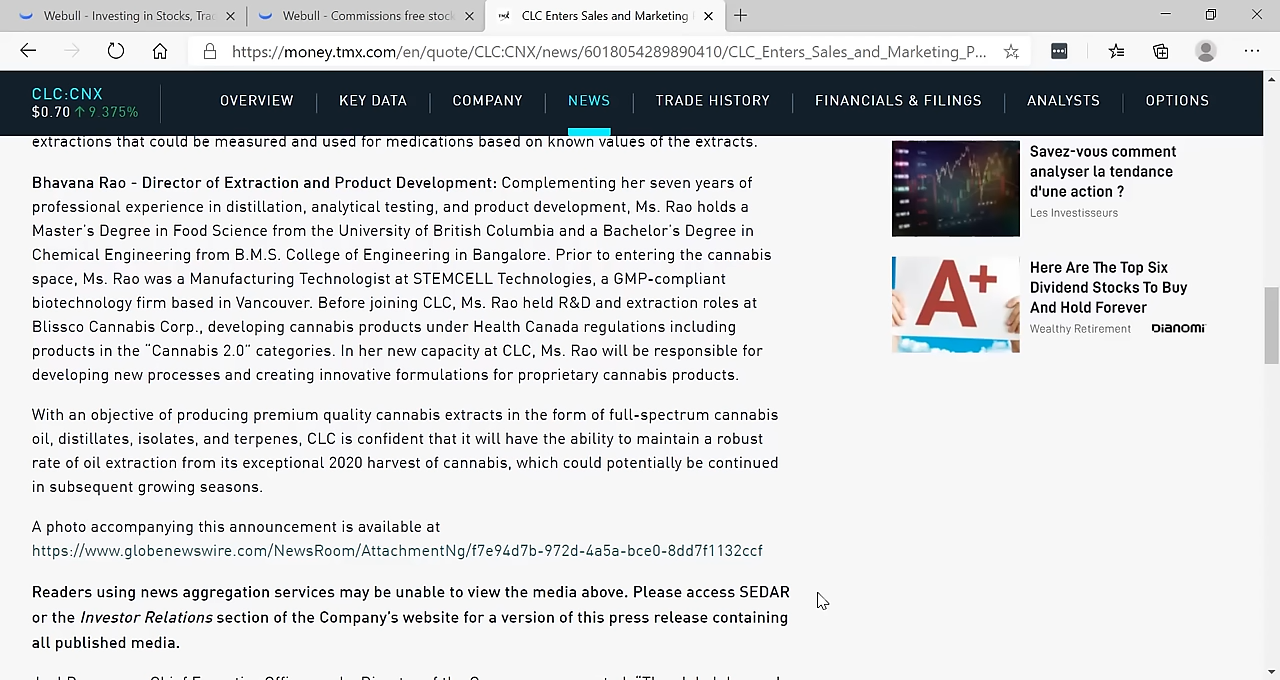 Webull - Investing in Stocks, Tra
Webull - Commissions free stock
CLC Enters Sales and Marketing
https://money.tmx.com/en/quote/CLC:CNX/news/6018054289890410/CLC_Enters_Sales_and_Marketing_P...
CLC:CNX
$0.70 ↑ 9.375%
OVERVIEW
KEY DATA
COMPANY
NEWS
TRADE HISTORY
FINANCIALS & FILINGS
ANALYSTS
OPTIONS
extractions that could be measured and used for medications based on known values of the extracts.
Bhavana Rao - Director of Extraction and Product Development: Complementing her seven years of
professional experience in distillation, analytical testing, and product development, Ms. Rao holds a
Master's Degree in Food Science from the University of British Columbia and a Bachelor's Degree in
Chemical Engineering from B.M.S. College of Engineering in Bangalore. Prior to entering the cannabis
space, Ms. Rao was a Manufacturing Technologist at STEMCELL Technologies, a GMP-compliant
biotechnology firm based in Vancouver. Before joining CLC, Ms. Rao held R&D and extraction roles at
Blissco Cannabis Corp., developing cannabis products under Health Canada regulations including
products in the "Cannabis 2.0" categories. In her new capacity at CLC, Ms. Rao will be responsible for
developing new processes and creating innovative formulations for proprietary cannabis products.
With an objective of producing premium quality cannabis extracts in the form of full-spectrum cannabis
oil, distillates, isolates, and terpenes, CLC is confident that it will have the ability to maintain a robust
rate of oil extraction from its exceptional 2020 harvest of cannabis, which could potentially be continued
in subsequent growing seasons.
A photo accompanying this announcement is available at
https://www.globenewswire.com/NewsRoom/AttachmentNg/f7e94d7b-972d-4a5a-bce0-8dd7f1132ccf
Readers using news aggregation services may be unable to view the media above. Please access SEDAR
or the Investor Relations section of the Company's website for a version of this press release containing
all published media.
Savez-vous comment
analyser la tendance
d'une action ?
Les Investisseurs
A+
Here Are The Top Six
Dividend Stocks To Buy
And Hold Forever
Wealthy Retirement
Dianomi